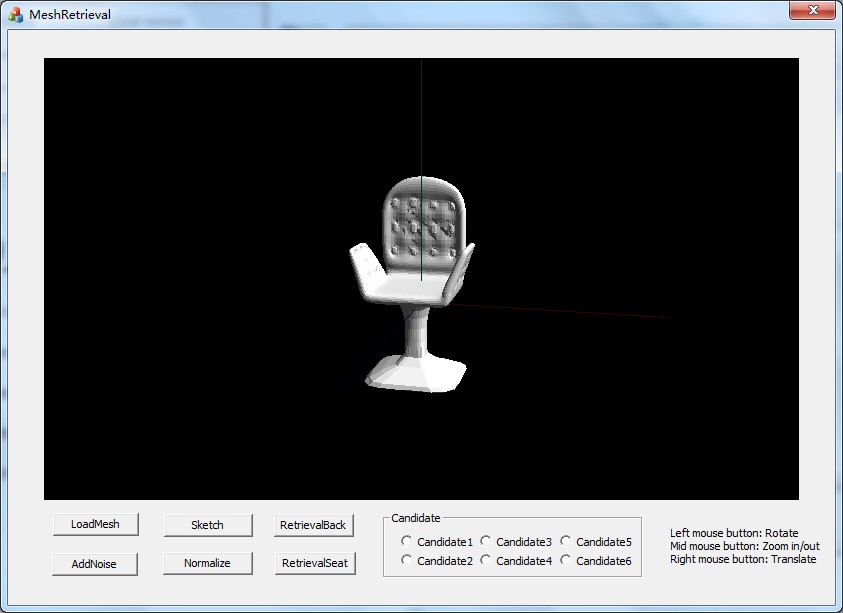 MeshRetrieval
LoadMesh
Sketch
RetrievalBack
AddNoise
Normalize
RetrievalSeat
Candidate
Candidate1
Candidate3
Candidate5
Candidate2
Candidate4
Candidate6
Left mouse button: Rotate
Mid mouse button: Zoom in/out
Right mouse button: Translate